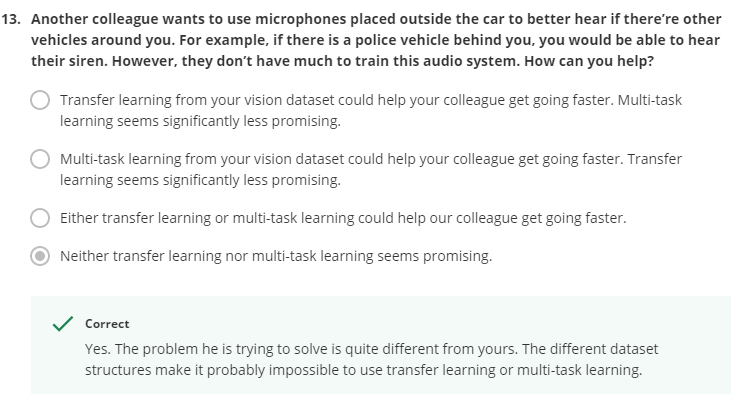 13. Another colleague wants to use microphones placed outside the car to better hear if there're other
vehicles around you. For example, if there is a police vehicle behind you, you would be able to hear
their siren. However, they don't have much to train this audio system. How can you help?
Transfer learning from your vision dataset could help your colleague get going faster. Multi-task
learning seems significantly less promising.
Multi-task learning from your vision dataset could help your colleague get going faster. Transfer
learning seems significantly less promising.
Either transfer learning or multi-task learning could help our colleague get going faster.
Neither transfer learning nor multi-task learning seems promising.
Correct
Yes. The problem he is trying to solve is quite different from yours. The different dataset
structures make it probably impossible to use transfer learning or multi-task learning.